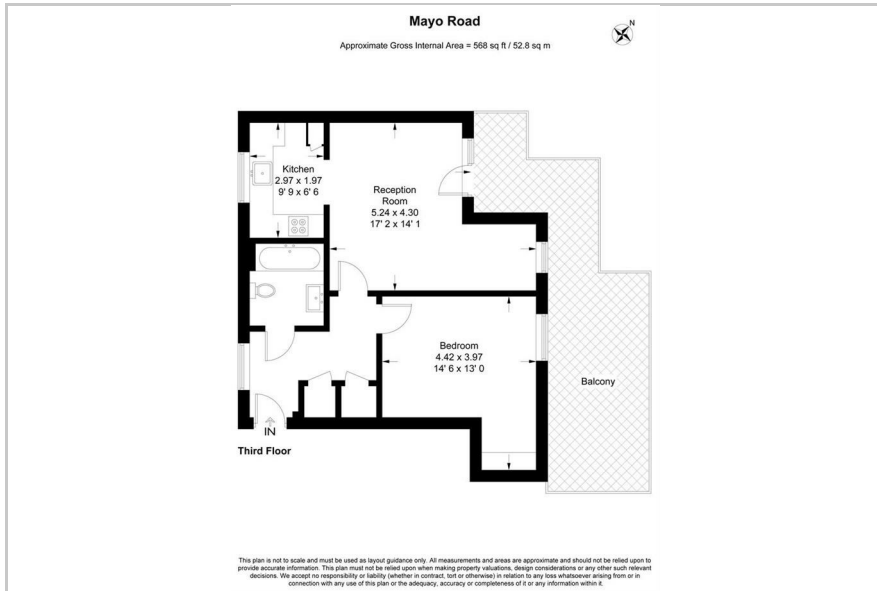 Mayo Road
Approximate Gross Internal Area = 568 sq ft / 52.8 sq m
N
Kitchen
2.97 x 1.97
9' 9 x 6' 6
Reception
Room
5.24 x 4.30
17' 2 x 14' 1
Bedroom
4.42 x 3.97
14' 6 x 13' 0
Balcony
IN
Third Floor
This plan is not to scale and must be used as layout guidance only. All measurements and areas are approximate and should not be relied upon to
provide accurate information. This plan must not be relied upon when making property valuations, design considerations or any other such relevant
decisions. We accept no responsibility or liability (whether in contract, tort or otherwise) in relation to any loss whatsoever arising from or in
connection with any use of this plan or the adequacy, accuracy or completeness of it or any information within it.